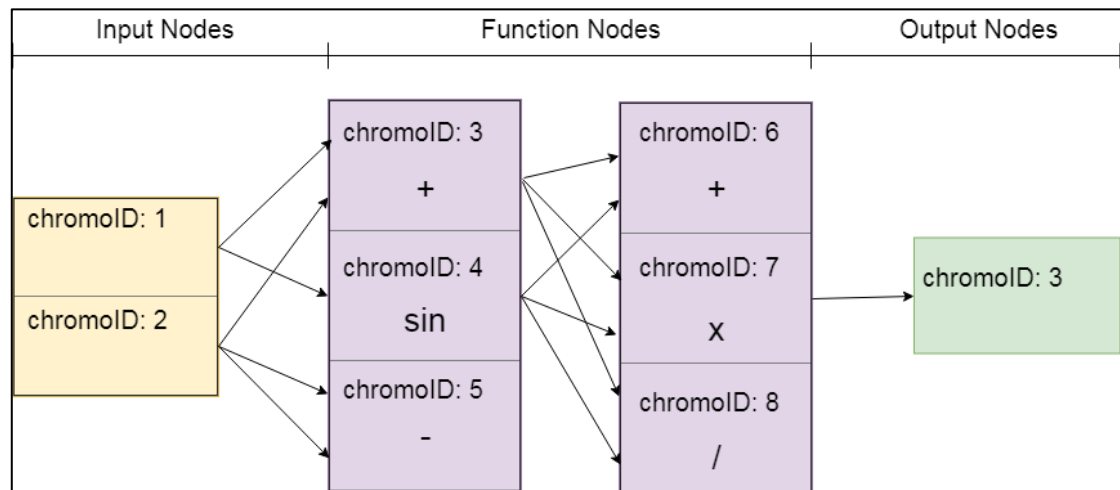 Input Nodes
Function Nodes
Output Nodes
chromoID: 1
chromoID: 2
chromoID: 3
+
chromoID: 4
sin
chromoID: 5
-
chromoID: 6
+
chromoID: 7
x
chromoID: 8
/
chromoID: 3